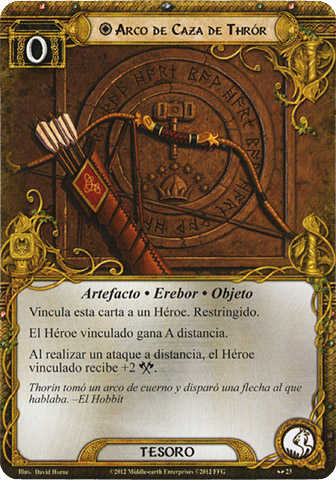 0
Arco de Caza de Thrór
Artefacto • Erebor • Objeto
Vincula esta carta a un Héroe. Restringido.
El Héroe vinculado gana A distancia.
Al realizar un ataque a distancia, el Héroe
vinculado recibe +2 .
Thorin tomó un arco de cuerno y disparó una flecha al que
hablaba. –El Hobbit
TESORO
Illus. David Horne
©2012 Middle-earth Enterprises ©2012 FFG
23